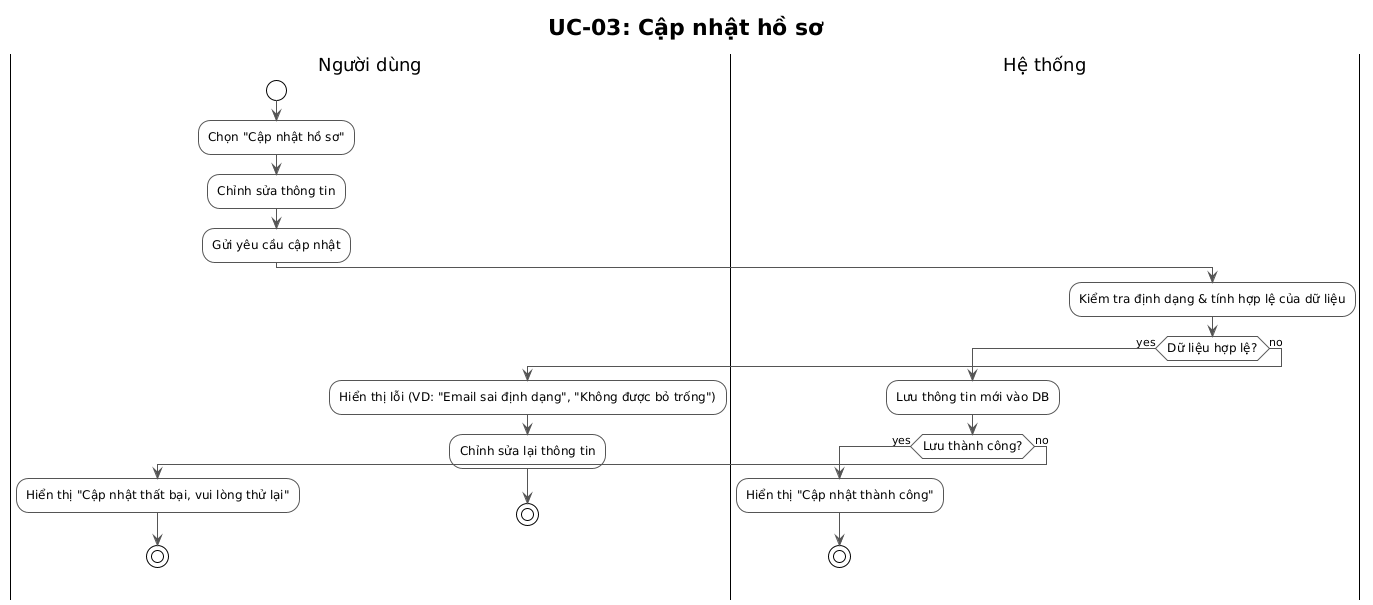 UC-03: Cập nhật hồ sơ
Người dùng
Hệ thống
Chọn "Cập nhật hồ sơ"
Chỉnh sửa thông tin
Gửi yêu cầu cập nhật
Kiểm tra định dạng & tính hợp lệ của dữ liệu
yes
Dữ liệu hợp lệ?
no
Hiển thị lỗi (VD: "Email sai định dạng", "Không được bỏ trống")
Lưu thông tin mới vào DB
Chỉnh sửa lại thông tin
yes
Lưu thành công?
no
Hiển thị "Cập nhật thất bại, vui lòng thử lại"
Hiển thị "Cập nhật thành công"